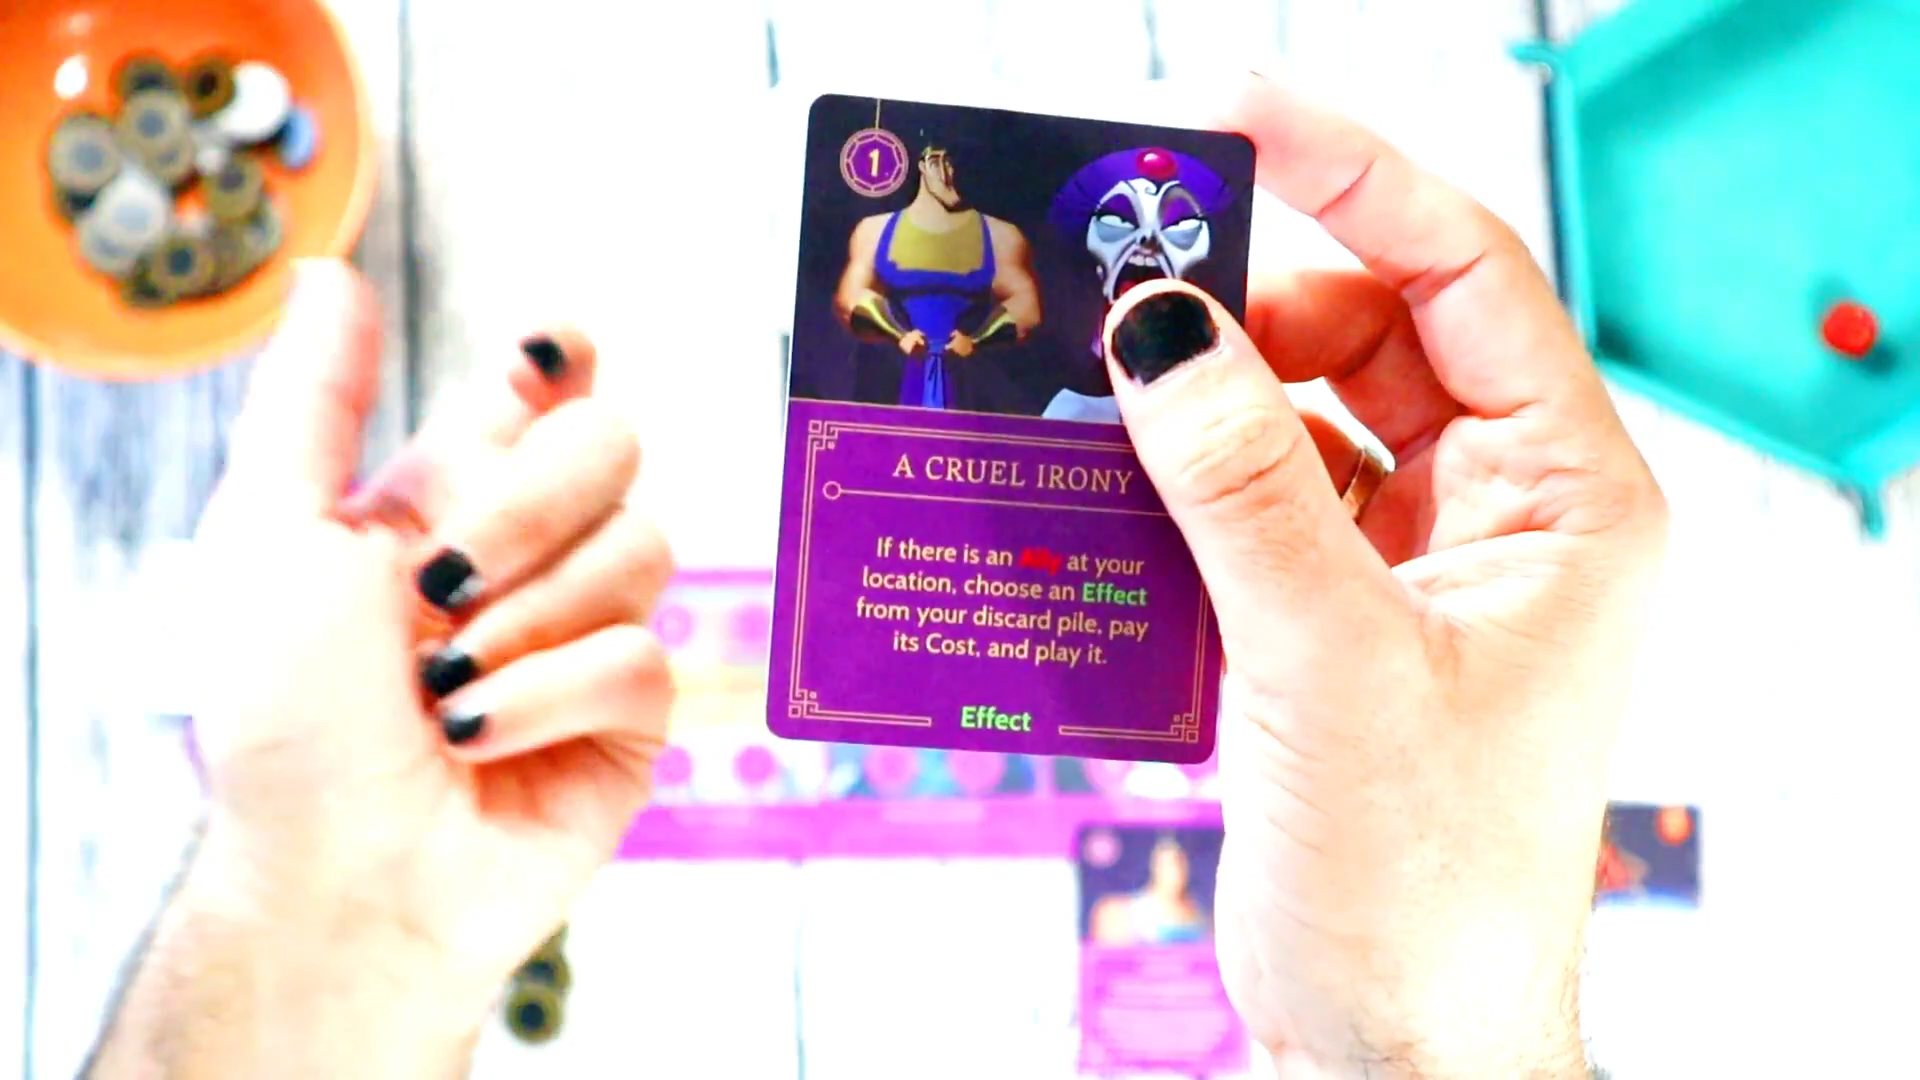 1
A CRUEL IRONY
If there is an Ally at your
location, choose an Effect
from your discard pile, pay
its Cost, and play it.
Effect